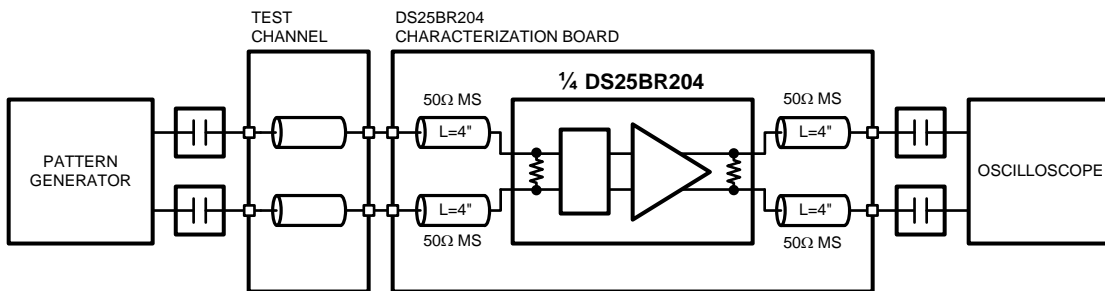 TEST
CHANNEL
DS25BR204
CHARACTERIZATION BOARD
¼ DS25BR204
50Ω MS
50Ω MS
L=4"
L=4"
PATTERN
GENERATOR
OSCILLOSCOPE
L=4"
L=4"
50Ω MS
50Ω MS